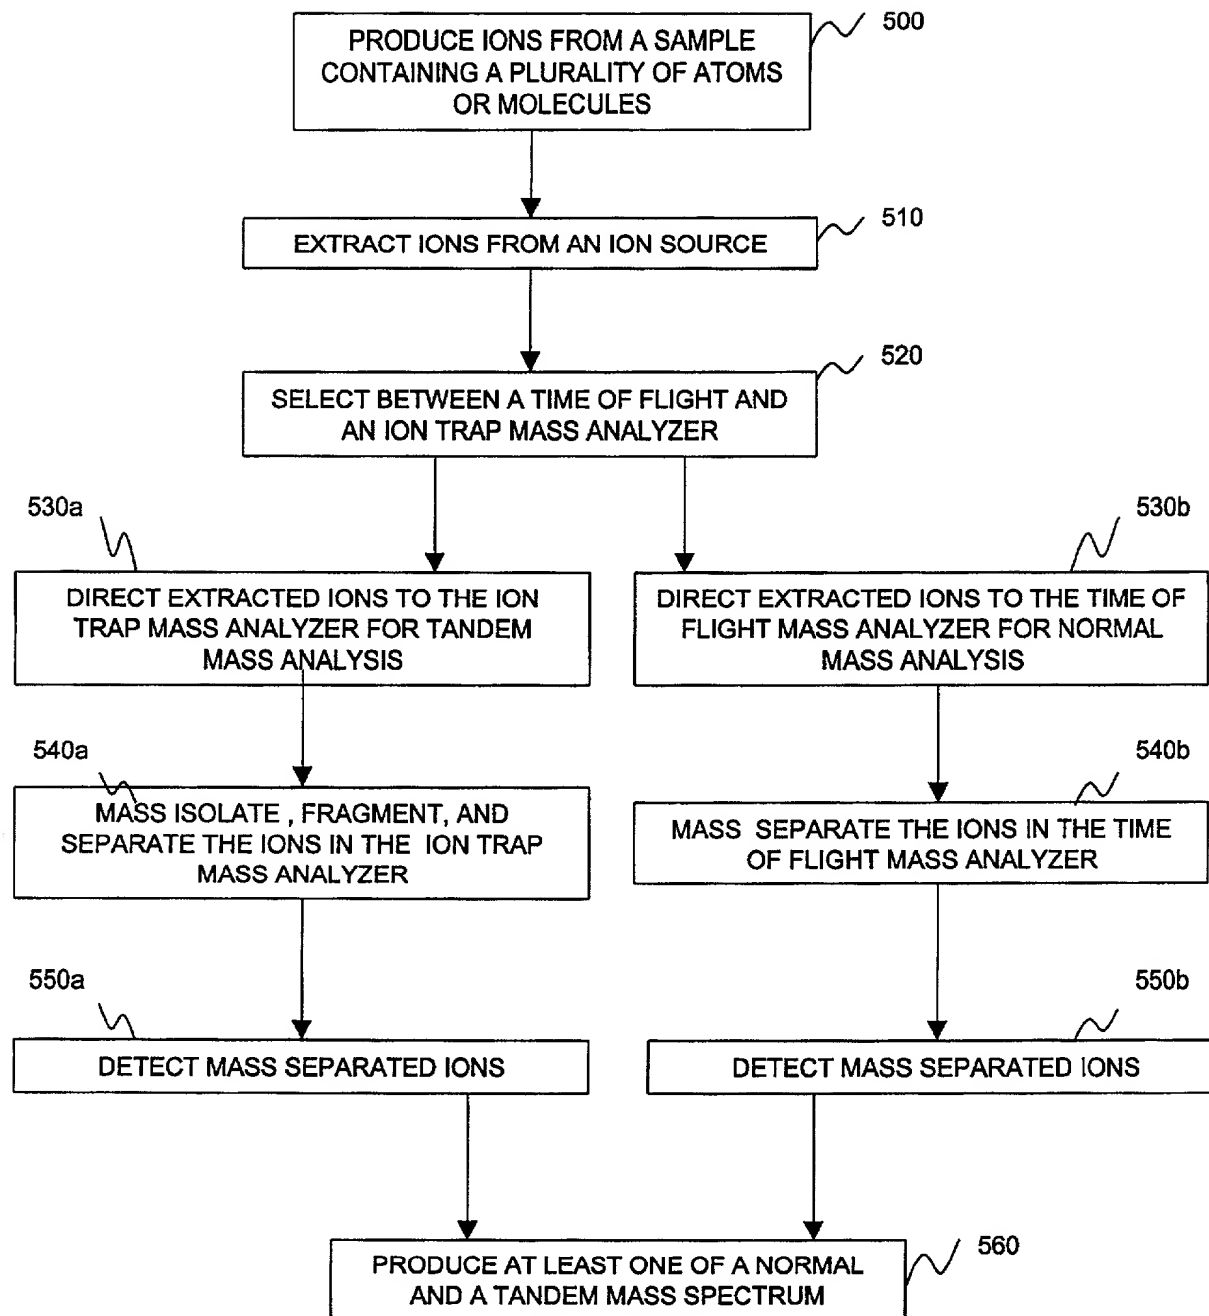 500
PRODUCE IONS FROM A SAMPLE
CONTAINING A PLURALITY OF ATOMS
OR MOLECULES
510
EXTRACT IONS FROM AN ION SOURCE
520
SELECT BETWEEN A TIME OF FLIGHT AND
AN ION TRAP MASS ANALYZER
530a
530b
DIRECT EXTRACTED IONS TO THE ION
TRAP MASS ANALYZER FOR TANDEM
MASS ANALYSIS
DIRECT EXTRACTED IONS TO THE TIME OF
FLIGHT MASS ANALYZER FOR NORMAL
MASS ANALYSIS
540a
540b
MASS ISOLATE , FRAGMENT, AND
SEPARATE THE IONS IN THE ION TRAP
MASS ANALYZER
MASS SEPARATE THE IONS IN THE TIME
OF FLIGHT MASS ANALYZER
550a
550b
DETECT MASS SEPARATED IONS
DETECT MASS SEPARATED IONS
560
PRODUCE AT LEAST ONE OF A NORMAL
AND A TANDEM MASS SPECTRUM